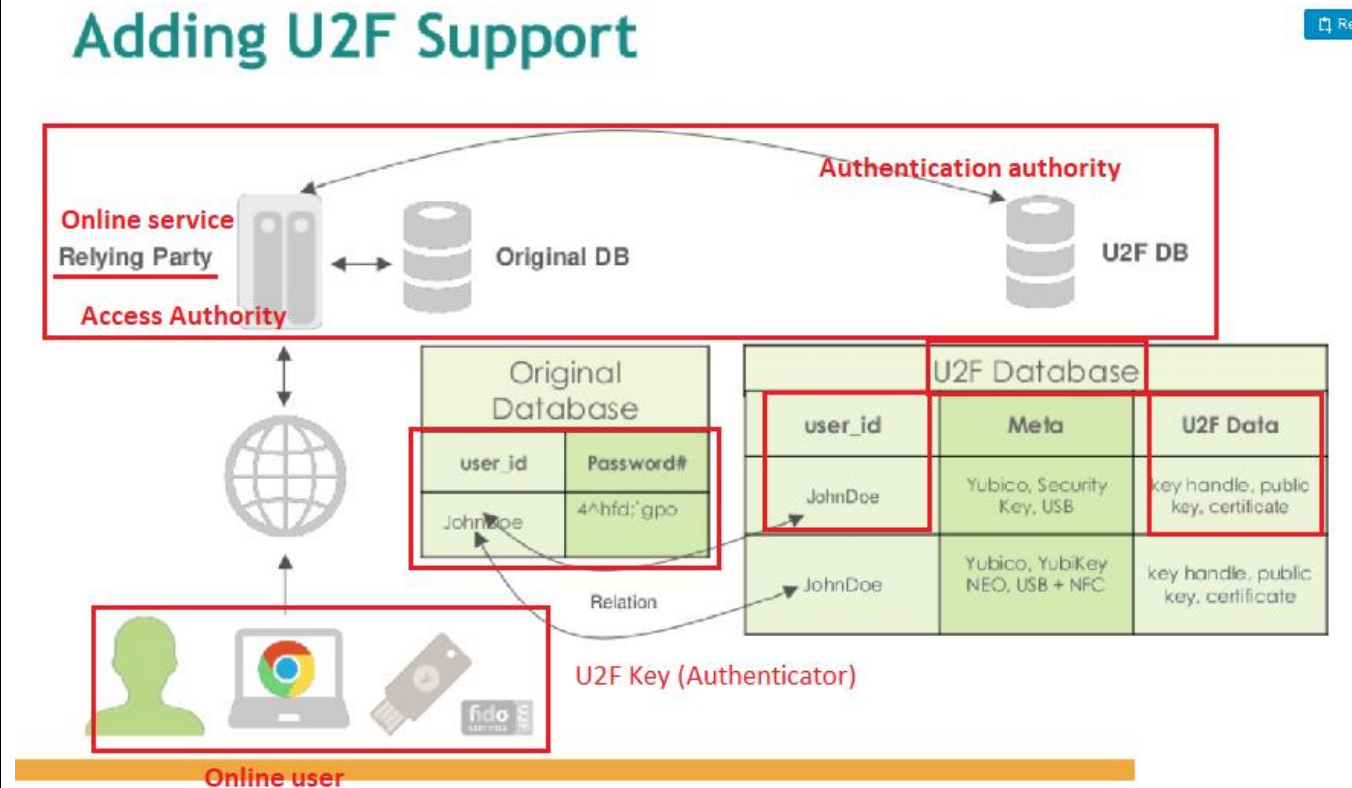 Adding U2F Support
Re
Authentication authority
Online service
Relying Party
Original DB
U2F DB
Access Authority
Original
Database
user_id
Password#
JohnDoe
4^hfd;`gpo
U2F Database
user_id
Meta
U2F Data
JohnDoe
Yubico, Security
Key, USB
key handle, public
key, certificate
JohnDoe
Yubico, YubiKey
NEO, USB + NFC
key handle, public
key, certificate
Relation
U2F Key (Authenticator)
fido
U2F
Online user